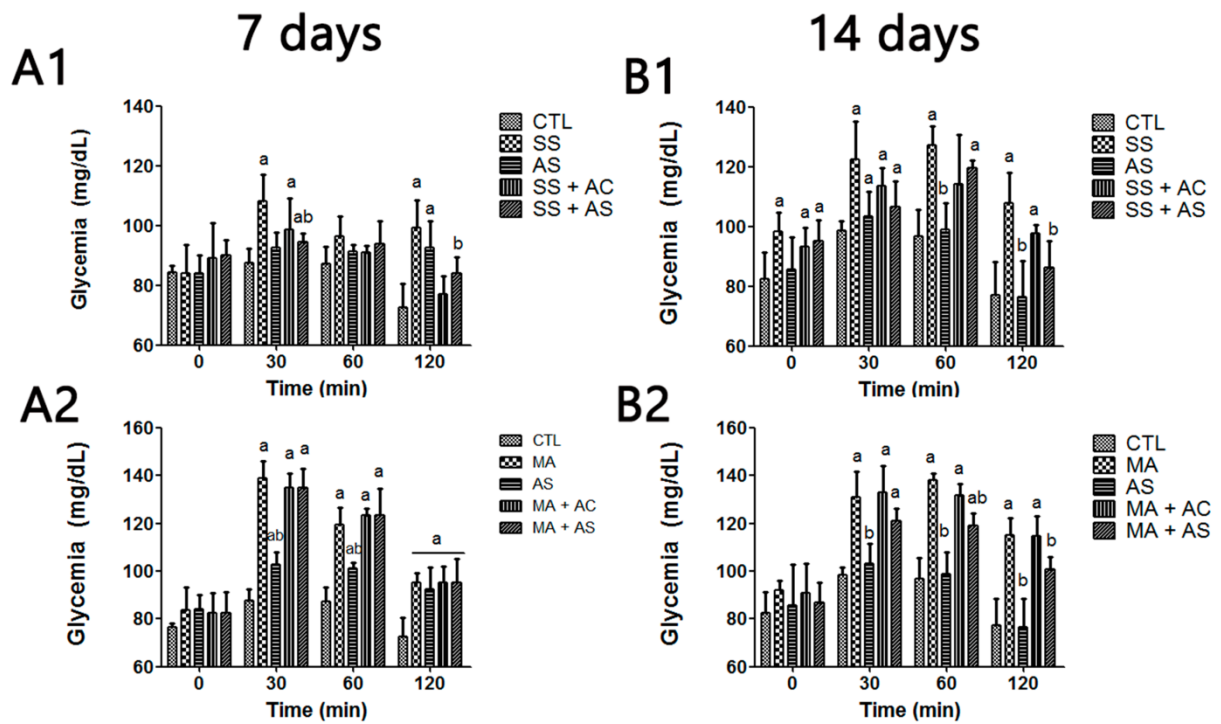 7 days
14 days
A1
Glycemia (mg/dL)
140
120
100
80
60
a
a
ab
a
a
b
0
30
60
120
Time (min)
CTL
SS
AS
SS + AC
SS + AS
B1
Glycemia (mg/dL)
140
120
100
80
60
a
a
a
a
a
a
a
a
b
a
a
b
a
b
0
30
60
120
Time (min)
CTL
SS
AS
SS + AC
SS + AS
A2
Glycemia (mg/dL)
160
140
120
100
80
60
a
ab
a
a
a
ab
a
a
a
0
30
60
120
Time (min)
CTL
MA
AS
MA + AC
MA + AS
B2
Glycemia (mg/dL)
160
140
120
100
80
60
a
b
a
a
a
b
a
ab
a
b
a
b
0
30
60
120
Time (min)
CTL
MA
AS
MA + AC
MA + AS